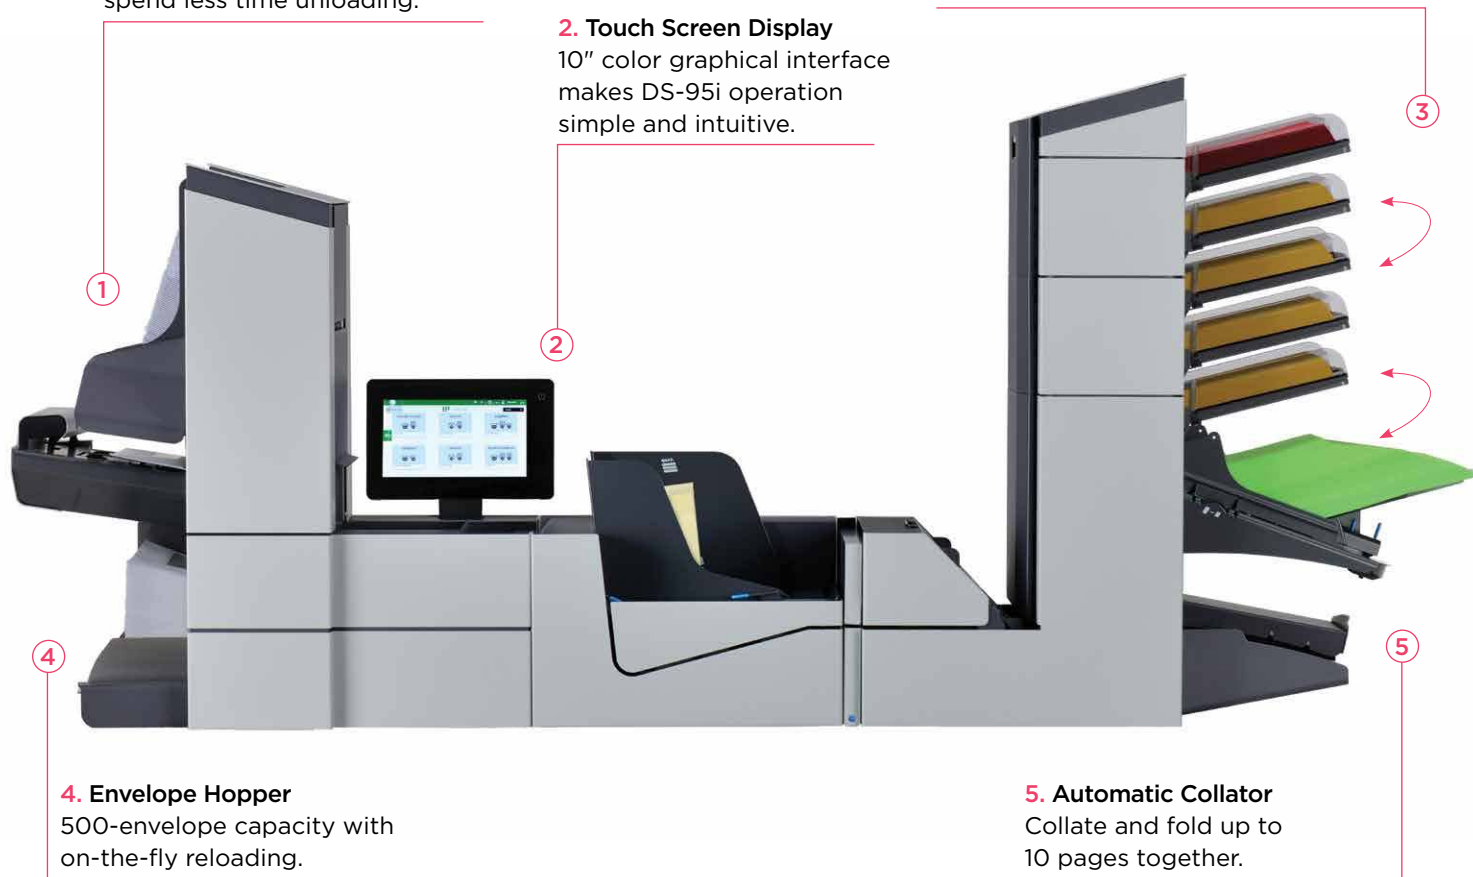 spend less time unloading.
2. Touch Screen Display
10" color graphical interface
makes DS-95i operation
simple and intuitive.
3
1
2
4
5
4. Envelope Hopper
500-envelope capacity with
on-the-fly reloading.
5. Automatic Collator
Collate and fold up to
10 pages together.